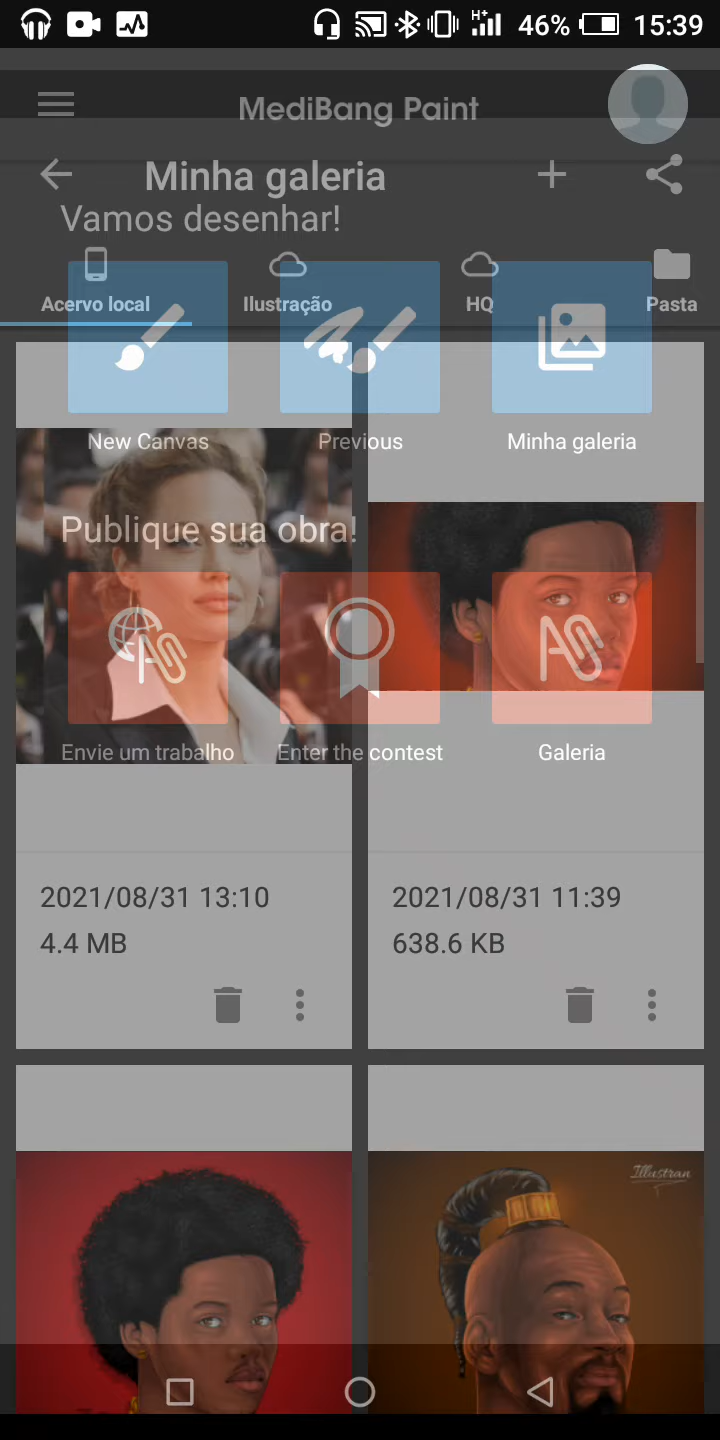 H+
46%
15:39
MediBang Paint
Minha galeria
Vamos desenhar!
Acervo local
Ilustração
HQ
Pasta
New Canvas
Previous
Minha galeria
Publique sua obra!
Envie um trabalho
Enter the contest
Galeria
2021/08/31 13:10
4.4 MB
2021/08/31 11:39
638.6 KB
Illustran